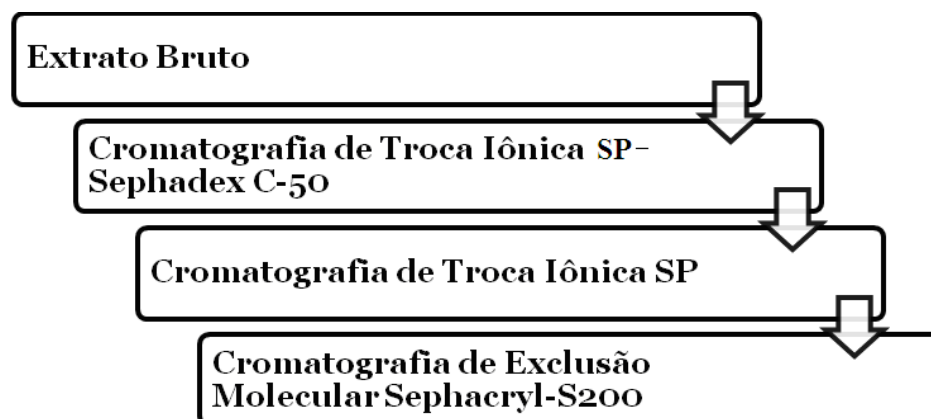 Extrato Bruto
Cromatografia de Troca Iônica SP-
Sephadex C-50
Cromatografia de Troca Iônica SP
Cromatografia de Exclusão
Molecular Sephacryl-S200